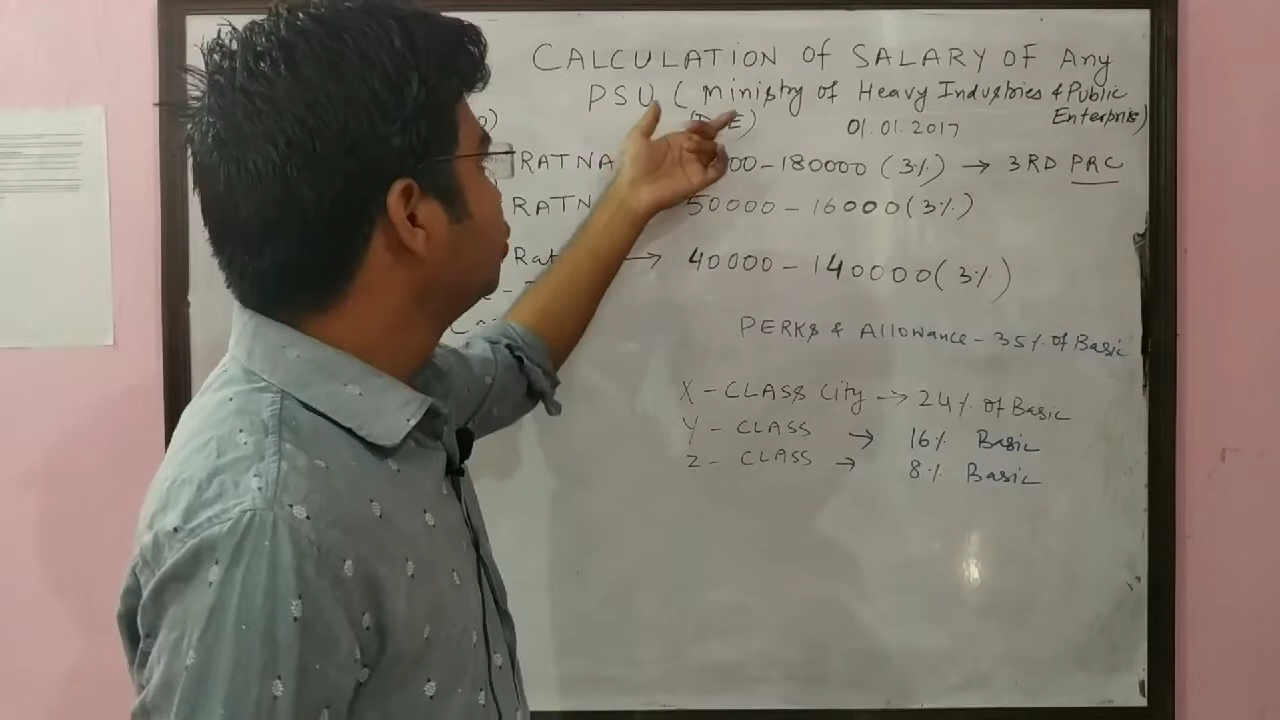 CALCULATION of SALARY OF Any
PSU ( Ministry of Heavy Industries & Public
Enterpris)
01.01.2017
RATNA 00-180000 (3%) → 3RD PRC
RATN 50000 - 16000(3%)
Rat → 40000 - 140000(3%)
PERKS & Allowance - 35% of Basic
X - CLASS City → 24% of Basic
Y - CLASS → 16% Basic
Z - CLASS → 8% Basic